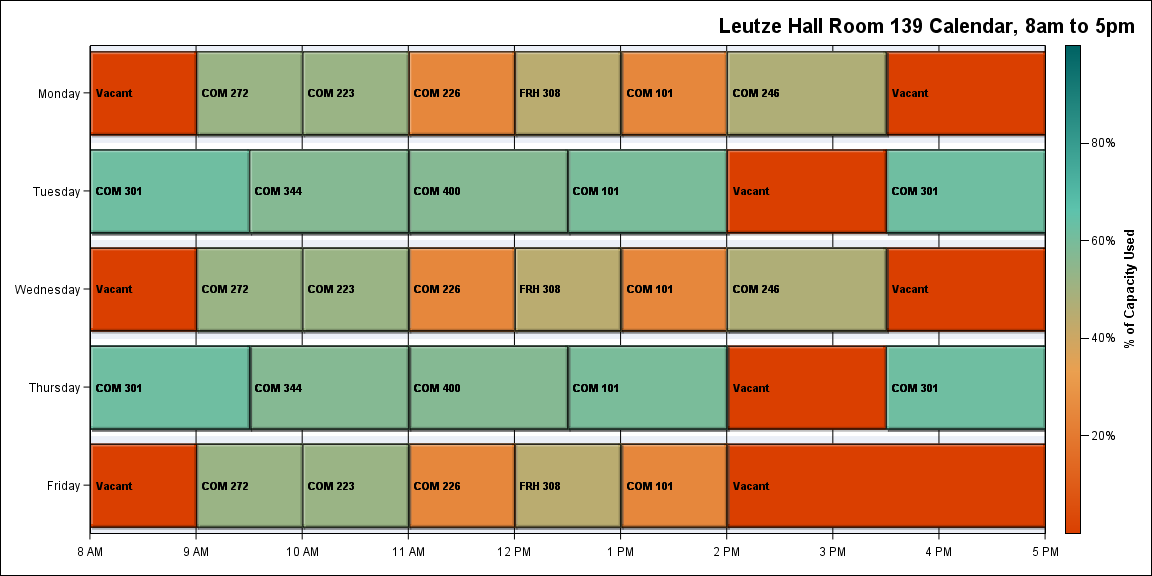 Leutze Hall Room 139 Calendar, 8am to 5pm
Monday
Vacant
COM 272
COM 223
COM 226
FRH 308
COM 101
COM 246
Vacant
Tuesday
COM 301
COM 344
COM 400
COM 101
Vacant
COM 301
Wednesday
Vacant
COM 272
COM 223
COM 226
FRH 308
COM 101
COM 246
Vacant
Thursday
COM 301
COM 344
COM 400
COM 101
Vacant
COM 301
Friday
Vacant
COM 272
COM 223
COM 226
FRH 308
COM 101
Vacant
8 AM
9 AM
10 AM
11 AM
12 PM
1 PM
2 PM
3 PM
4 PM
5 PM
80%
60%
40%
20%
% of Capacity Used